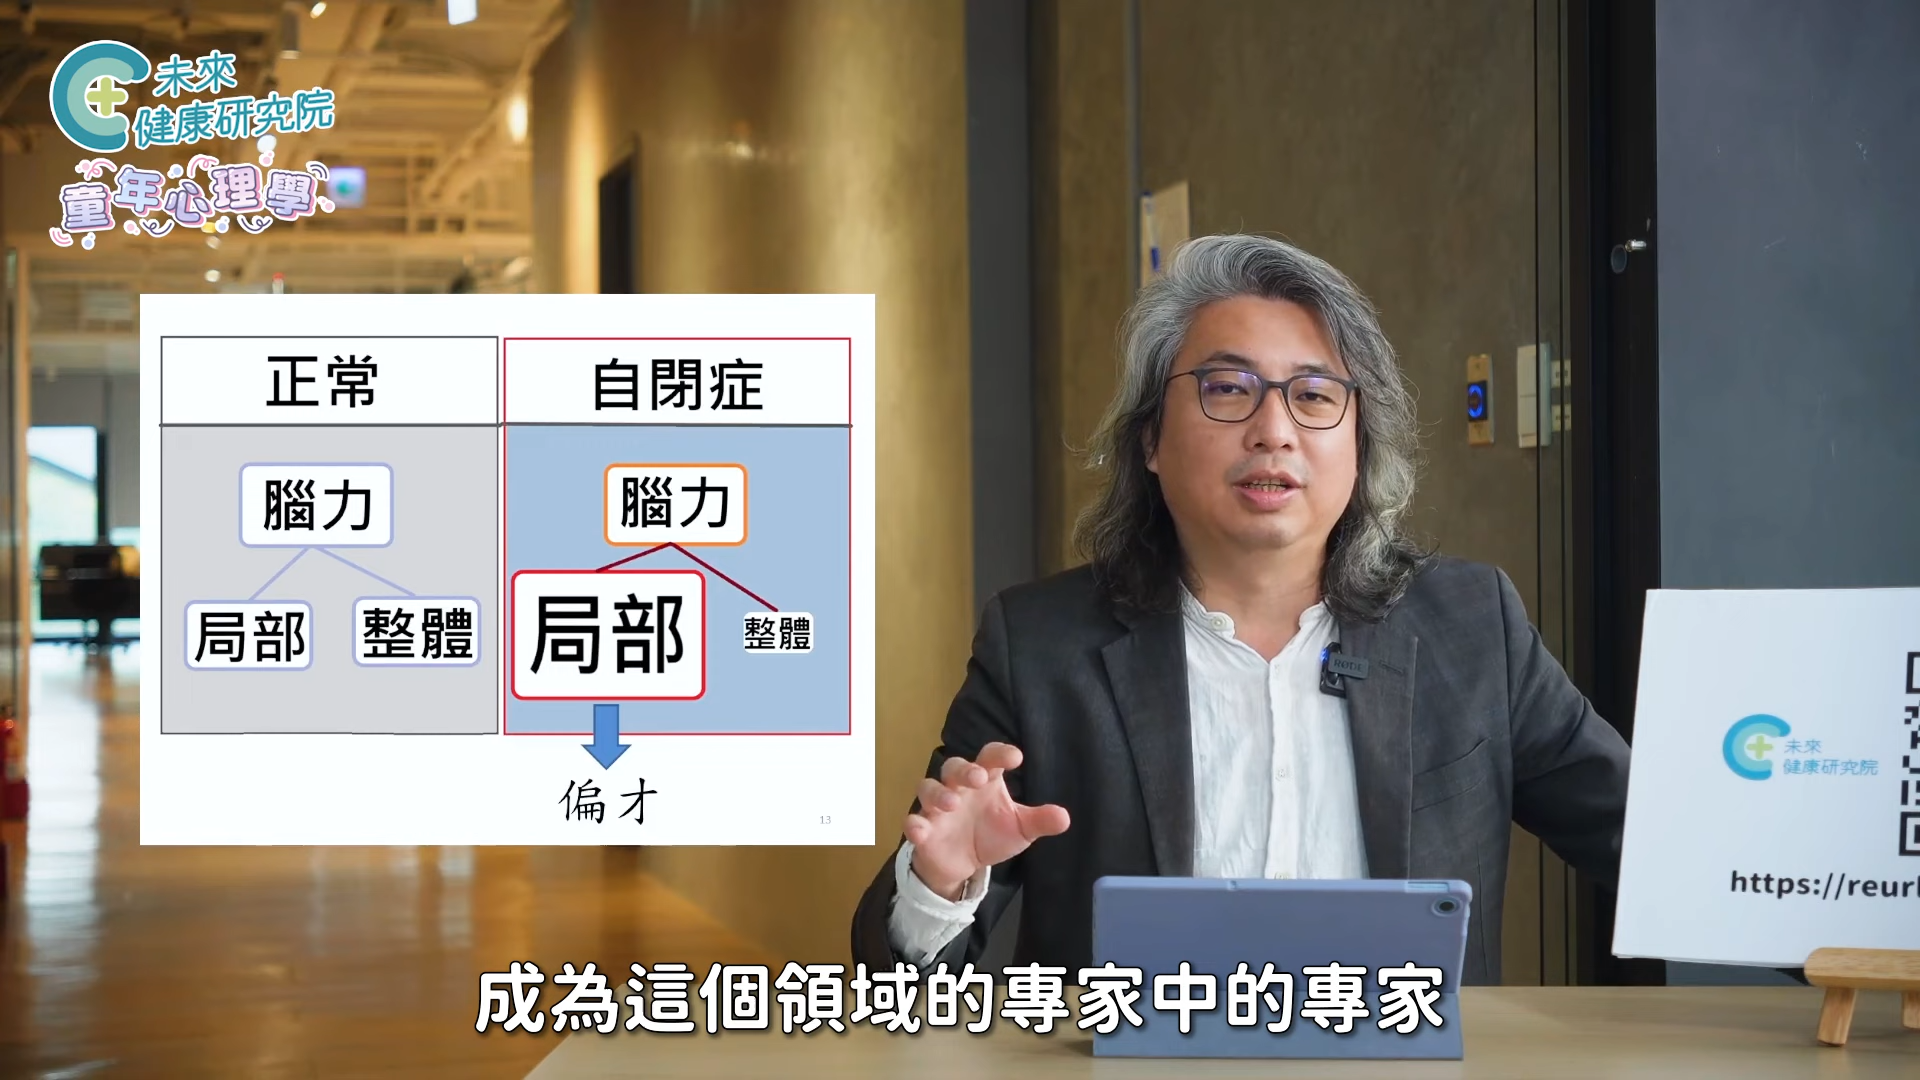 未來
健康研究院
童年心理學
正常
自閉症
腦力
局部
整體
腦力
局部
整體
偏才
13
RØDE
未來
健康研究院
https://reurl
成為這個領域的專家中的專家